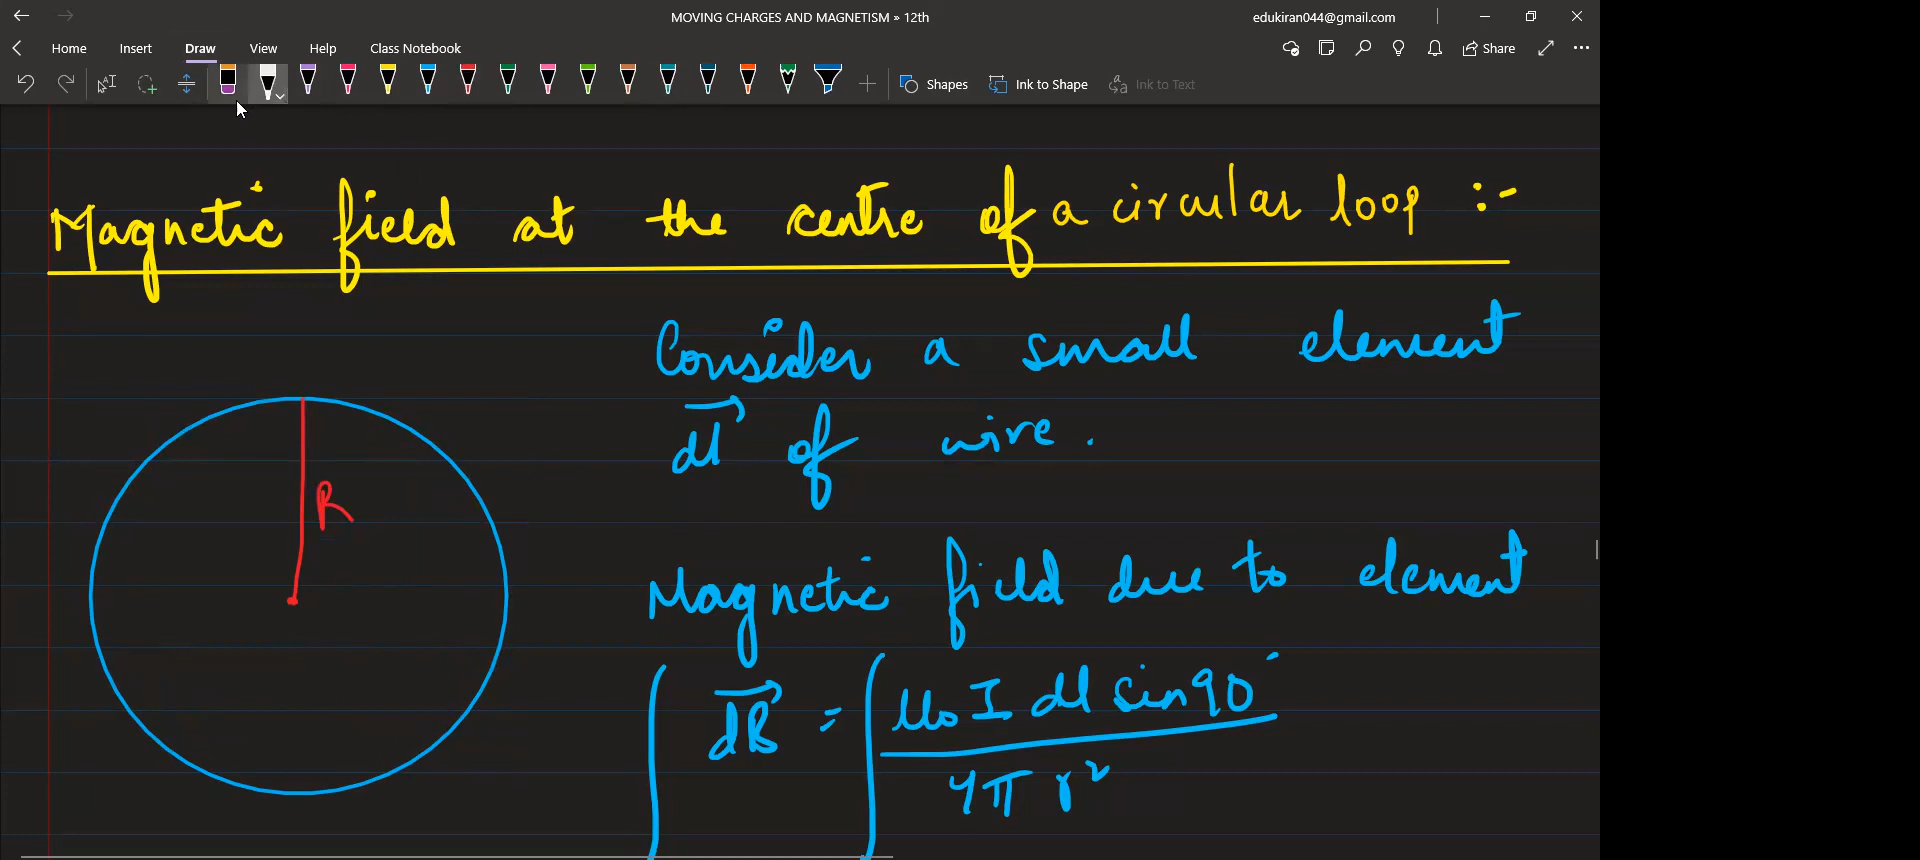 MOVING CHARGES AND MAGNETISM » 12th
edukiran044@gmail.com
Home Insert Draw View Help Class Notebook
Share
Shapes Ink to Shape Ink to Text
Magnetic field at the centre of a circular loop :-
Consider a small element
dl of wire.
R
Magnetic field due to element
∫ dB⃗ = ∫ μ₀ I dl sin90°
4π r²